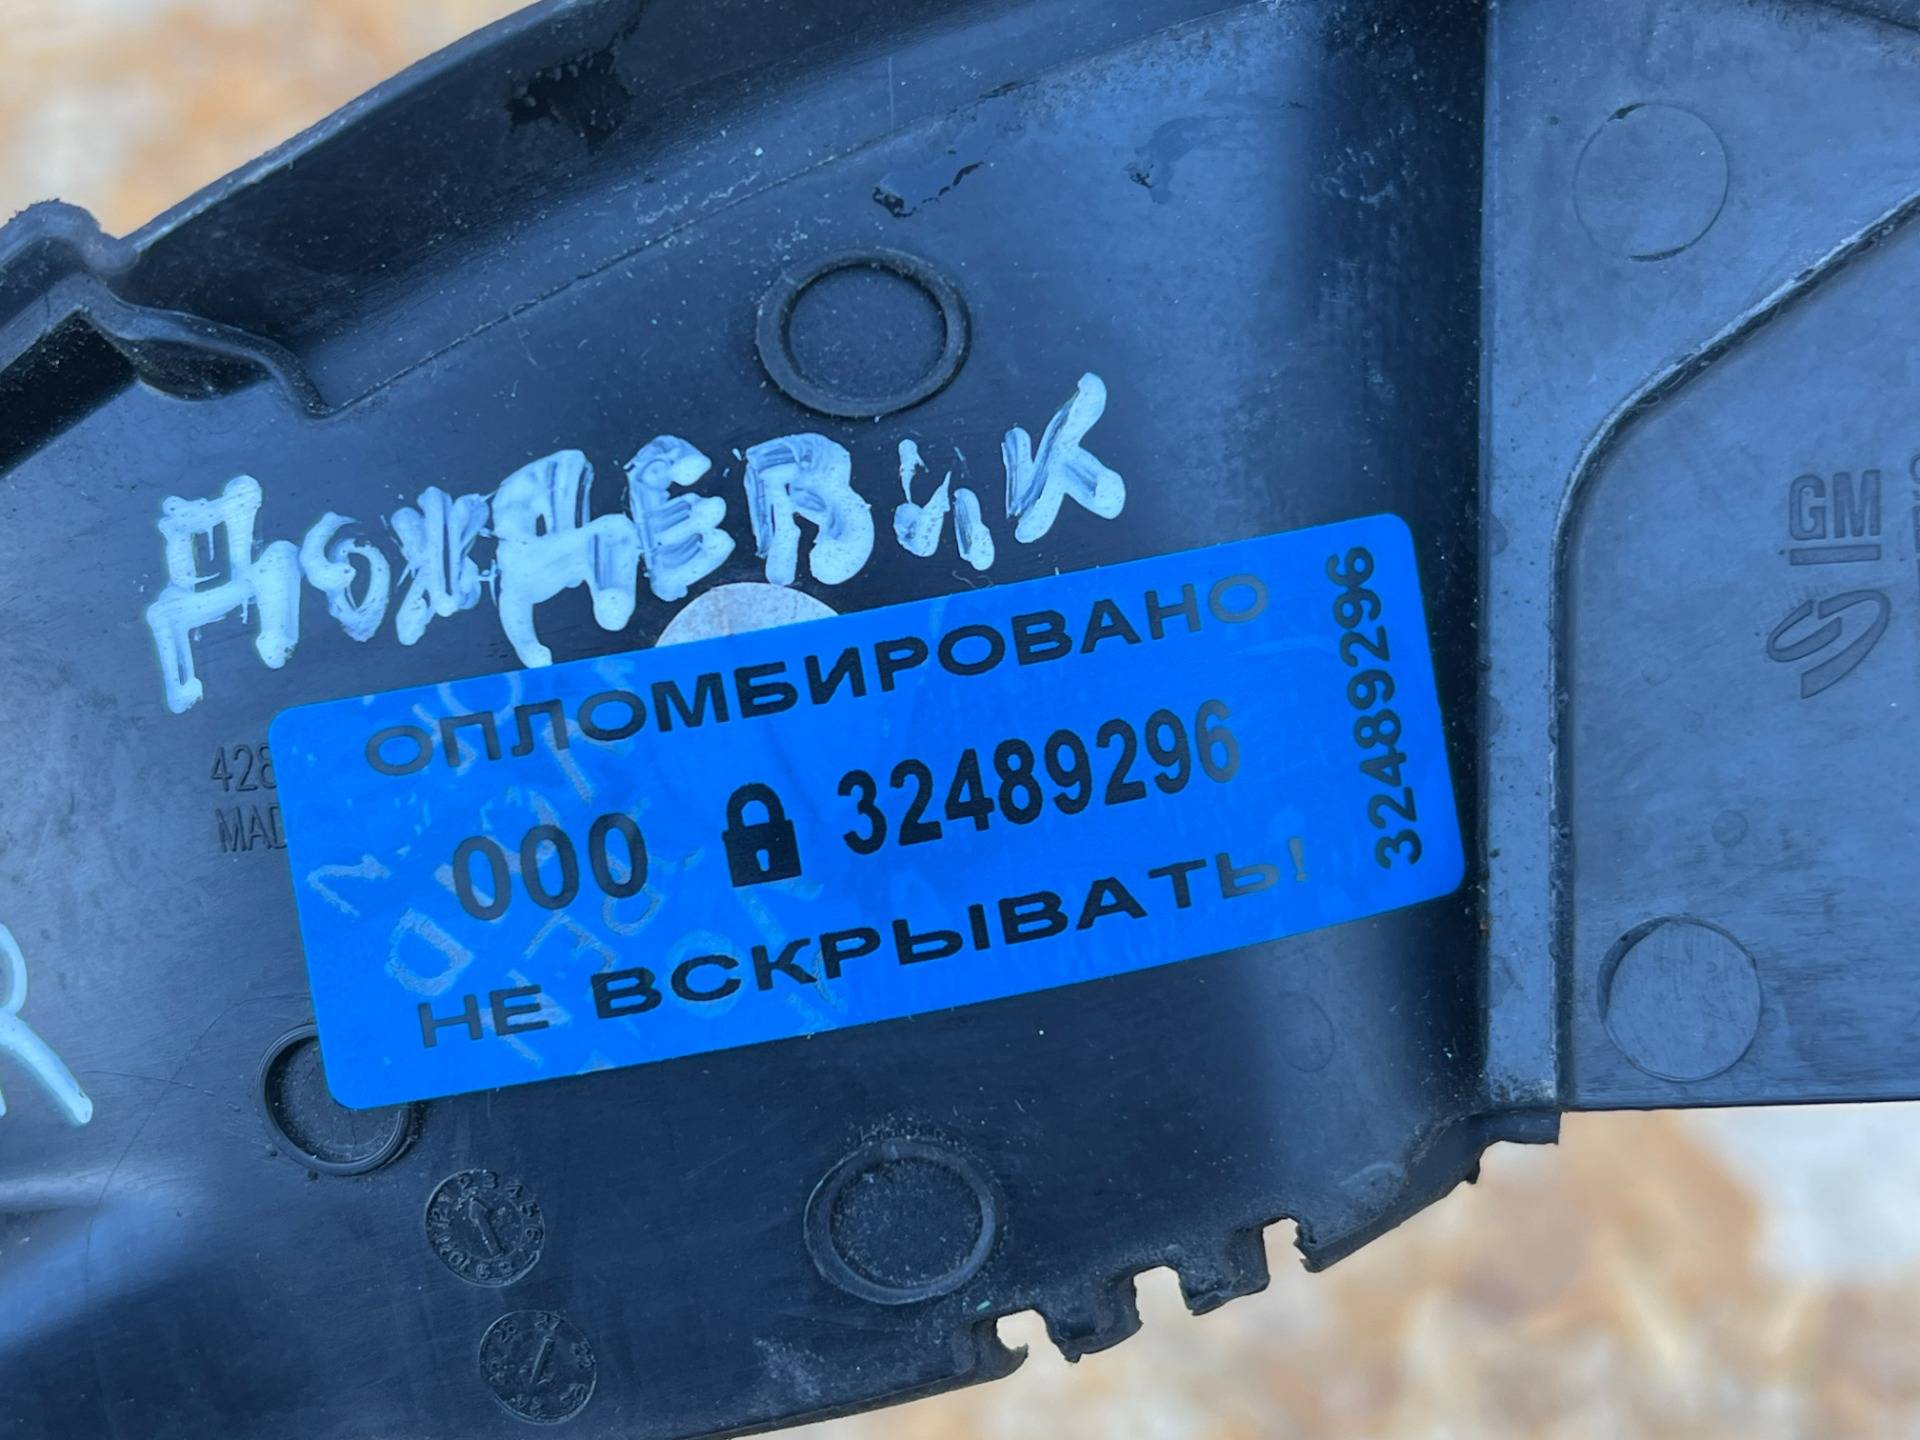 ДОЖДЕВИК
ОПЛОМБИРОВАНО
000 32489296
НЕ ВСКРЫВАТЬ!
32489296
GM
R